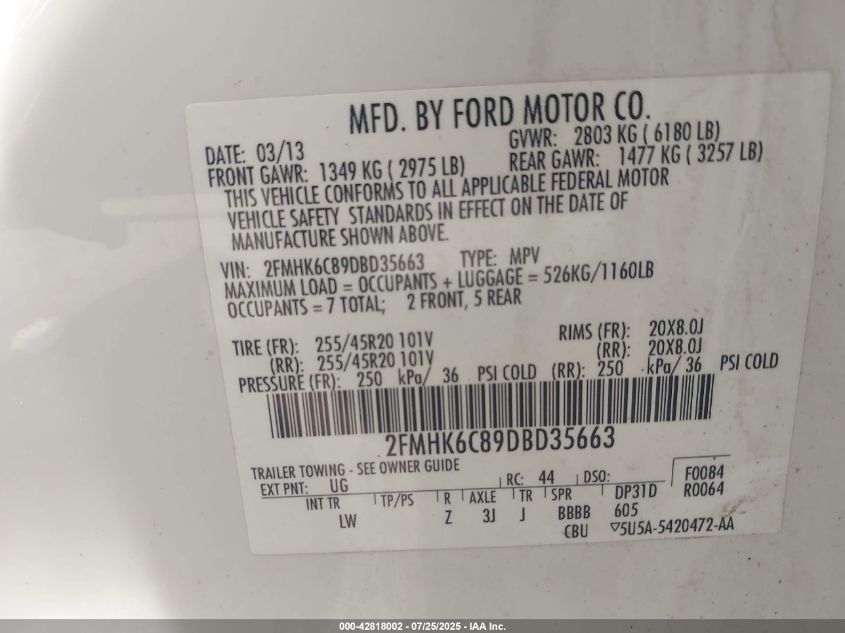 MFD. BY FORD MOTOR CO.
DATE: 03/13 GVWR: 2803 KG ( 6180 LB)
FRONT GAWR: 1349 KG ( 2975 LB) REAR GAWR: 1477 KG ( 3257 LB)
THIS VEHICLE CONFORMS TO ALL APPLICABLE FEDERAL MOTOR
VEHICLE SAFETY STANDARDS IN EFFECT ON THE DATE OF
MANUFACTURE SHOWN ABOVE.
VIN: 2FMHK6C89DBD35663 TYPE: MPV
MAXIMUM LOAD = OCCUPANTS + LUGGAGE = 526KG/1160LB
OCCUPANTS = 7 TOTAL; 2 FRONT, 5 REAR
TIRE (FR): 255/45R20 101V RIMS (FR): 20X8.0J
(RR): 255/45R20 101V (RR): 20X8.0J
PRESSURE (FR): 250 kPa/ 36 PSI COLD (RR): 250 kPa/ 36 PSI COLD
2FMHK6C89DBD35663
TRAILER TOWING - SEE OWNER GUIDE
EXT PNT: UG RC: 44 DSO: F0084
INT TR TP/PS R AXLE TR SPR DP31D R0064
LW Z 3J J BBBB 605
CBU ▽5U5A-5420472-AA
000-42818002 - 07/25/2025 - IAA Inc.